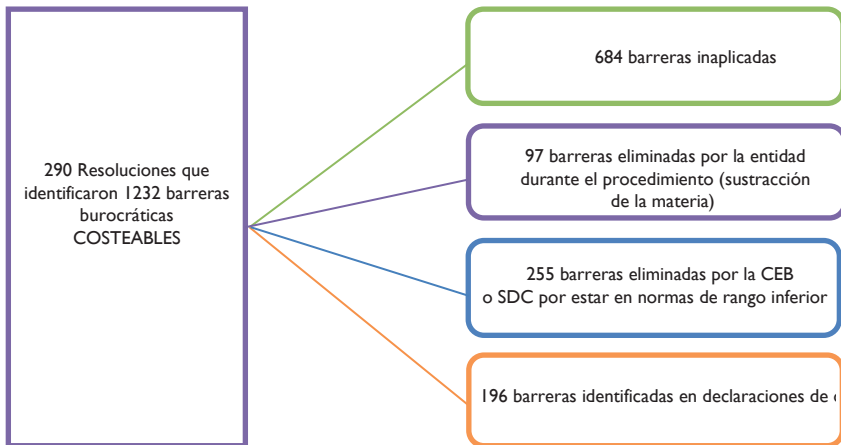 290 Resoluciones que
identificaron 1232 barreras
burocráticas
COSTEABLES
684 barreras inaplicadas
97 barreras eliminadas por la entidad
durante el procedimiento (sustracción
de la materia)
255 barreras eliminadas por la CEB
o SDC por estar en normas de rango inferior
196 barreras identificadas en declaraciones de